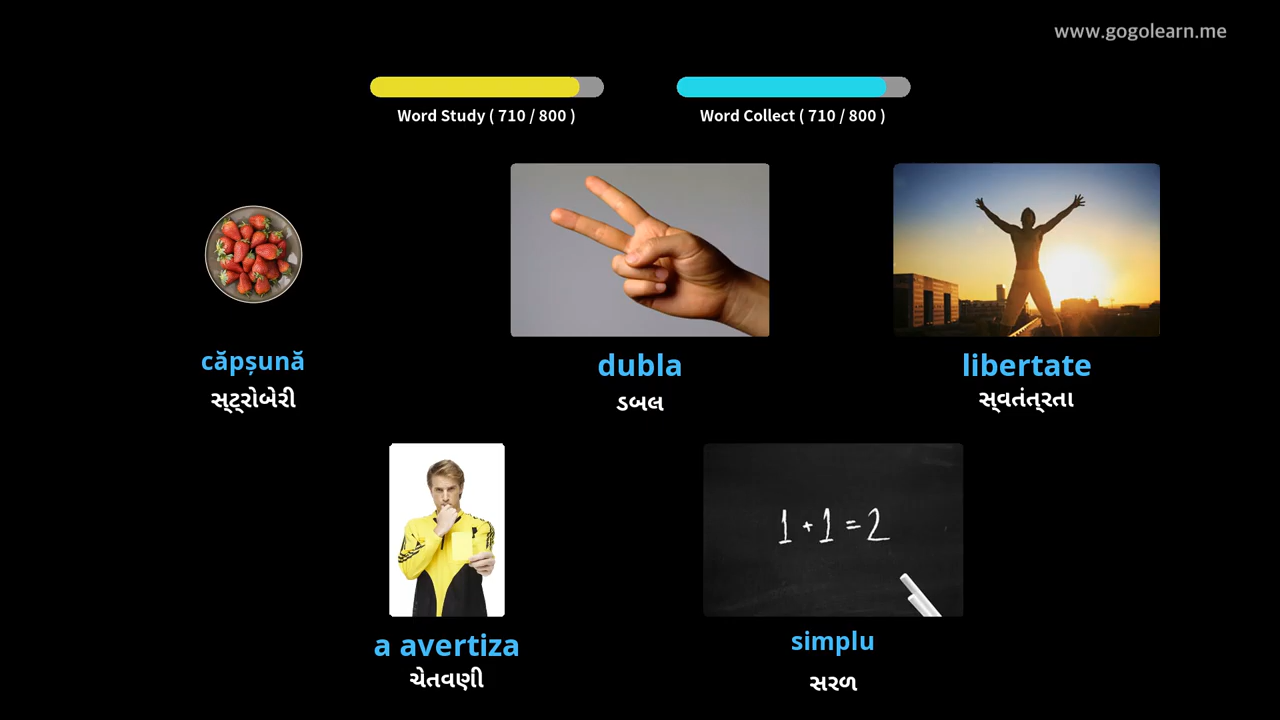 www.gogolearn.me
Word Study ( 710 / 800 )
Word Collect ( 710 / 800 )
căpșună
સ્ટ્રોબેરી
dubla
ડબલ
libertate
સ્વતંત્રતા
a avertiza
ચેતવણી
1 + 1 = 2
simplu
સરળ